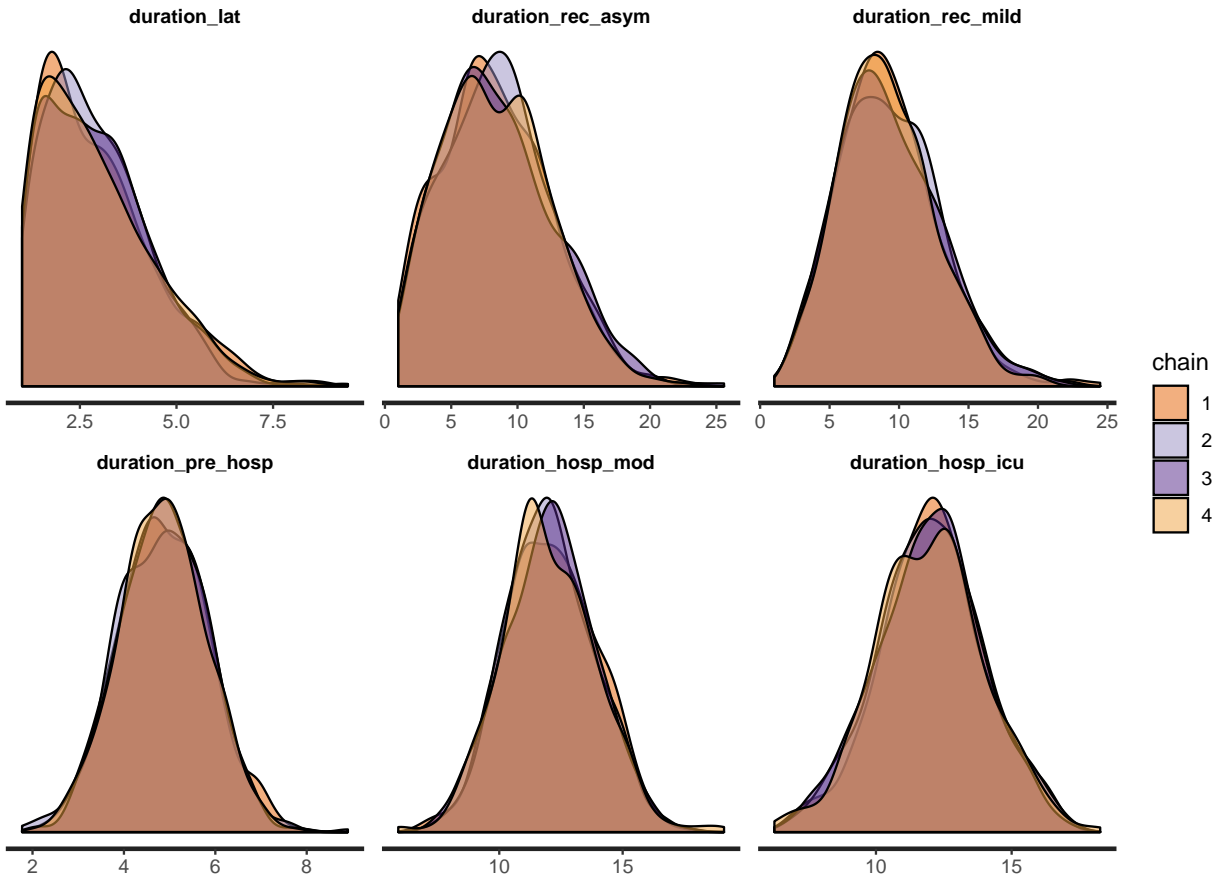 duration_lat duration_rec_asym duration_rec_mild
2.5 5.0 7.5 0 5 10 15 20 25 0 5 10 15 20 25
duration_pre_hosp duration_hosp_mod duration_hosp_icu
2 4 6 8 10 15 10 15
chain
1
2
3
4